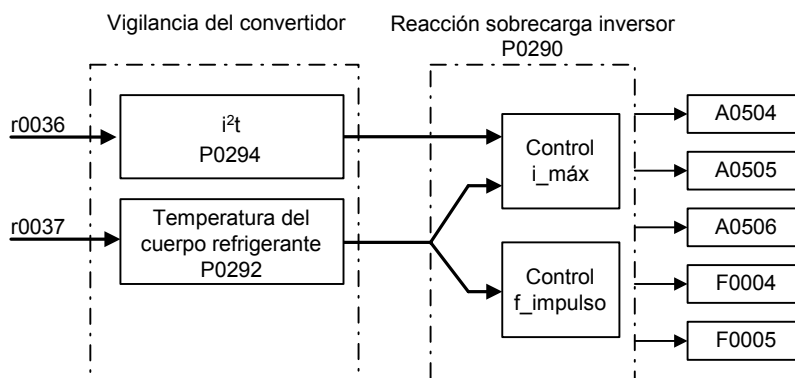 Vigilancia del convertidor
Reacción sobrecarga inversor
P0290
r0036
i²t
P0294
r0037
Temperatura del
cuerpo refrigerante
P0292
Control
i_máx
Control
f_impulso
A0504
A0505
A0506
F0004
F0005